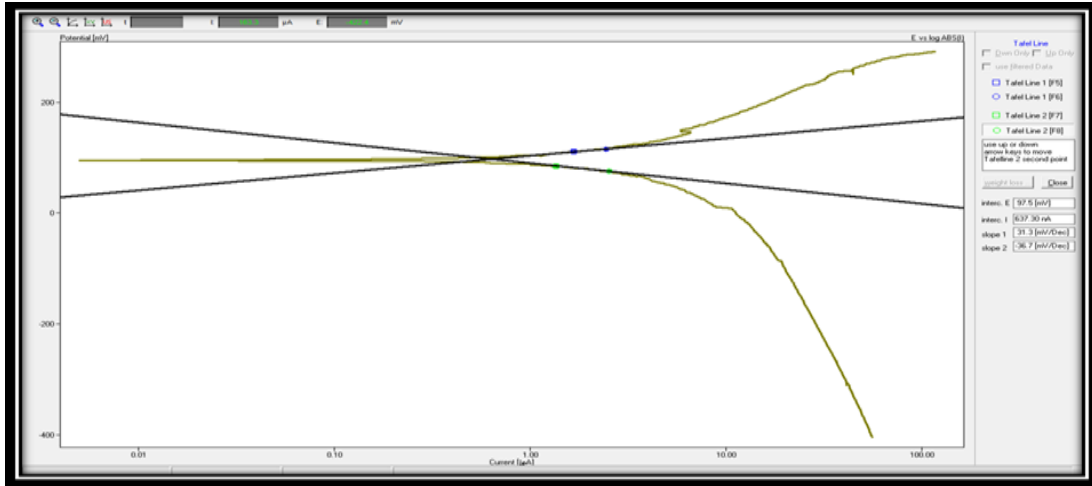 I: µA E: mV
Potential [mV] E vs log ABS(I)
Tafel Line
Down Only Up Only
use filtered Data
Tafel Line 1 [F5]
Tafel Line 1 [F6]
Tafel Line 2 [F7]
Tafel Line 2 [F8]
use up or down
arrow keys to move
Tafelline 2 second point
weight loss Close
interc. E 97.5 [mV]
interc. I 637.30 nA
slope 1 31.3 [mV/Dec]
slope 2 -36.7 [mV/Dec]
200
0
-200
-400
0.01 0.10 1.00 10.00 100.00
Current [µA]